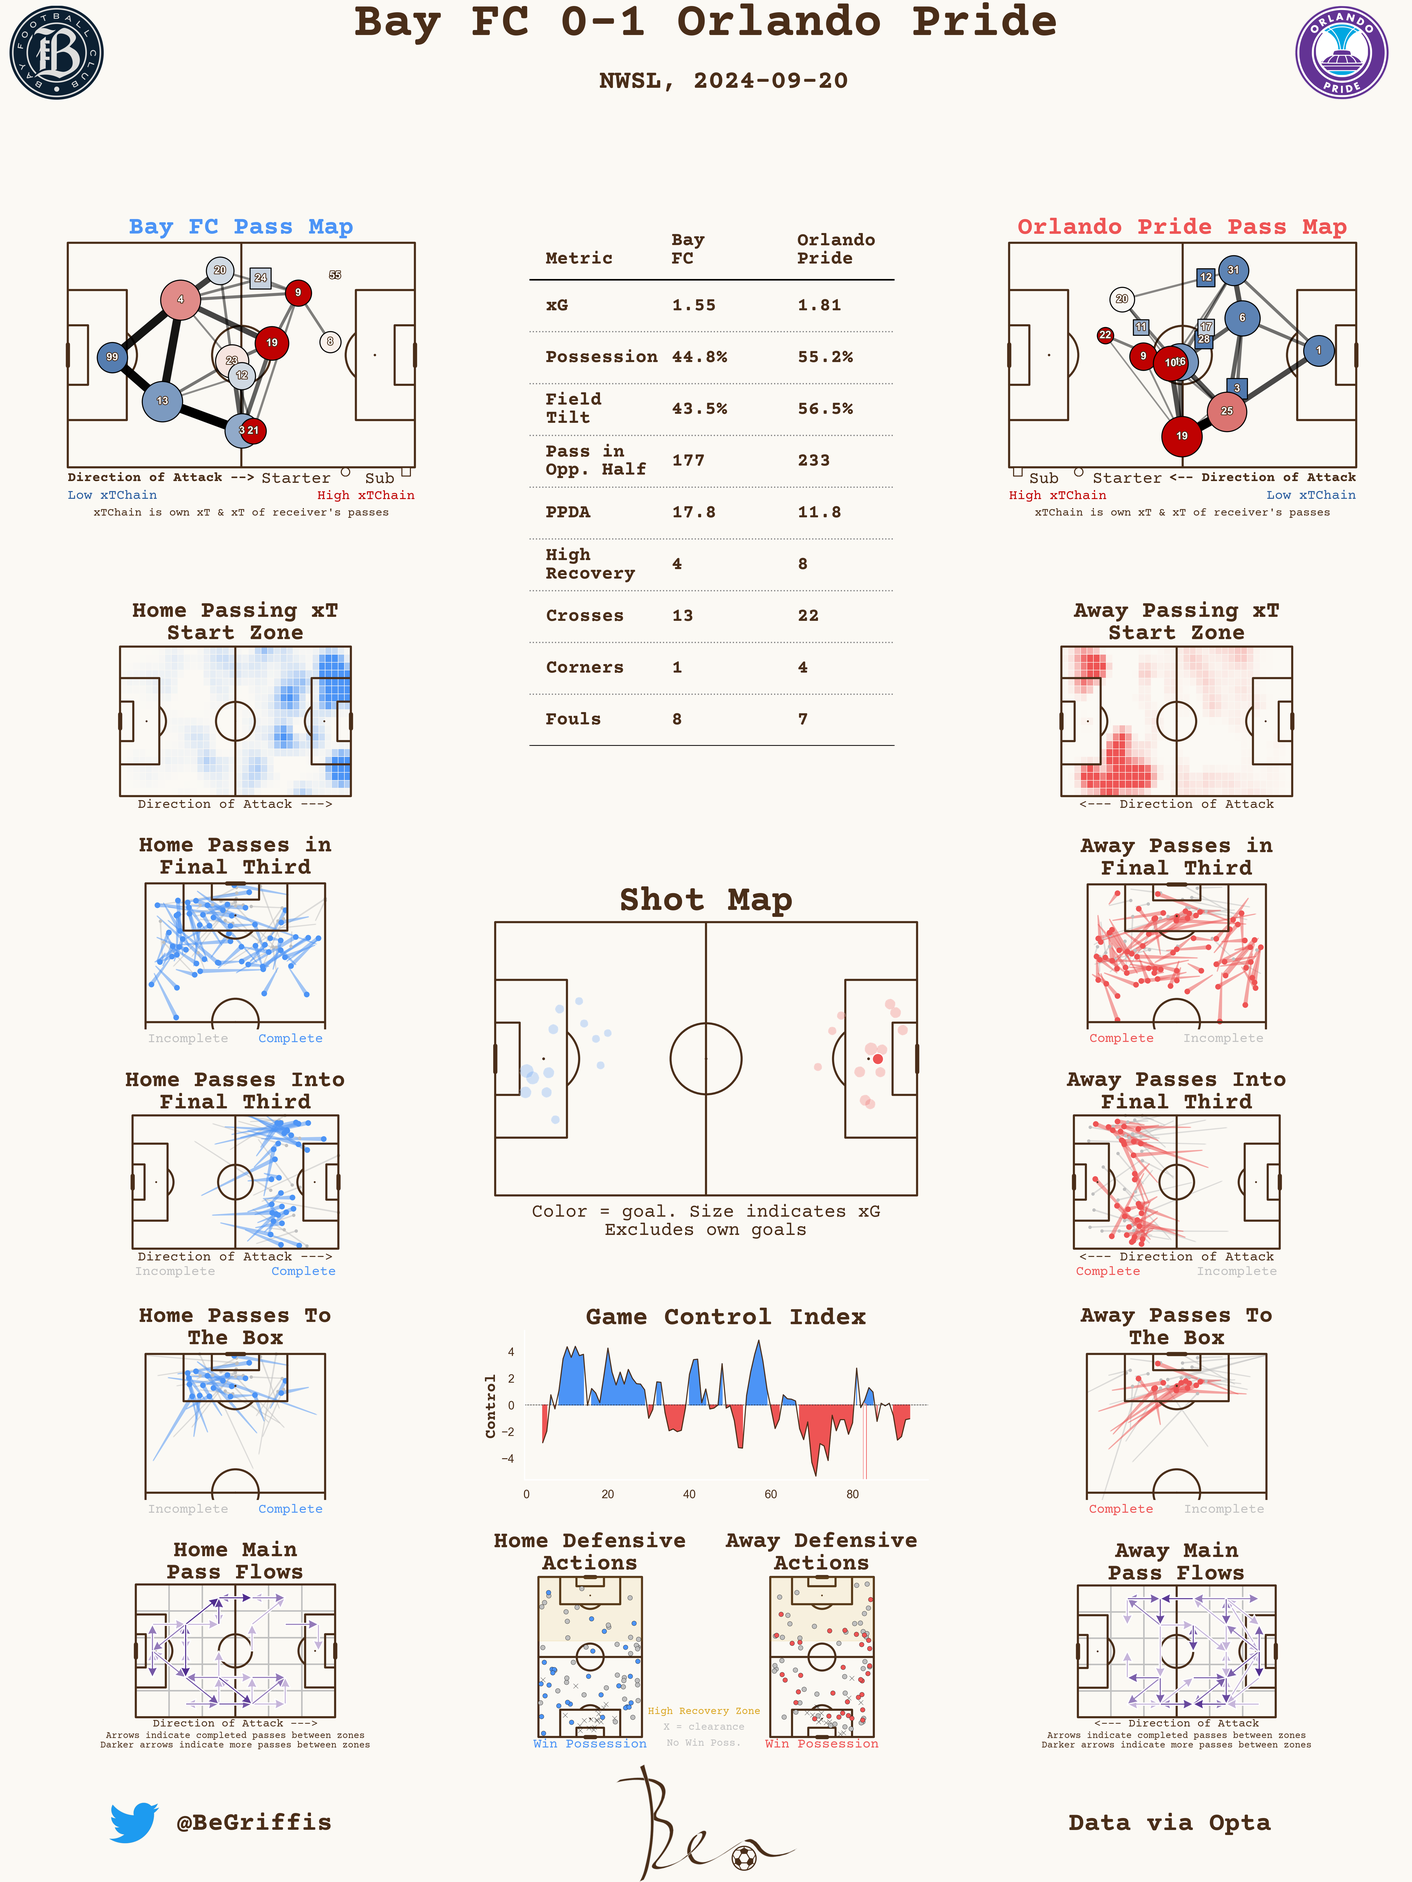 Bay FC 0-1 Orlando Pride
NWSL, 2024-09-20
BAY FOOTBALL CLUB
B
ORLANDO
PRIDE
Bay FC Pass Map
20
24
55
4
9
19
8
99
23
12
13
3
21
Direction of Attack --> Starter Sub
Low xTChain High xTChain
xTChain is own xT & xT of receiver's passes
Metric Bay FC Orlando Pride
xG 1.55 1.81
Possession 44.8% 55.2%
Field Tilt 43.5% 56.5%
Pass in Opp. Half 177 233
PPDA 17.8 11.8
High Recovery 4 8
Crosses 13 22
Corners 1 4
Fouls 8 7
Orlando Pride Pass Map
12
31
20
6
11
17
22
28
9
10
16
1
3
25
19
Sub Starter <-- Direction of Attack
High xTChain Low xTChain
xTChain is own xT & xT of receiver's passes
Home Passing xT
Start Zone
Direction of Attack --->
Away Passing xT
Start Zone
<--- Direction of Attack
Home Passes in
Final Third
Incomplete Complete
Away Passes in
Final Third
Complete Incomplete
Shot Map
Color = goal. Size indicates xG
Excludes own goals
Home Passes Into
Final Third
Direction of Attack --->
Incomplete Complete
Away Passes Into
Final Third
<--- Direction of Attack
Complete Incomplete
Home Passes To
The Box
Incomplete Complete
Game Control Index
Control
4
2
0
−2
−4
0 20 40 60 80
Away Passes To
The Box
Complete Incomplete
Home Main
Pass Flows
Direction of Attack --->
Arrows indicate completed passes between zones
Darker arrows indicate more passes between zones
Home Defensive
Actions
Win Possession
High Recovery Zone
X = clearance
No Win Poss.
Away Defensive
Actions
Win Possession
Away Main
Pass Flows
<--- Direction of Attack
Arrows indicate completed passes between zones
Darker arrows indicate more passes between zones
@BeGriffis
Ben
Data via Opta